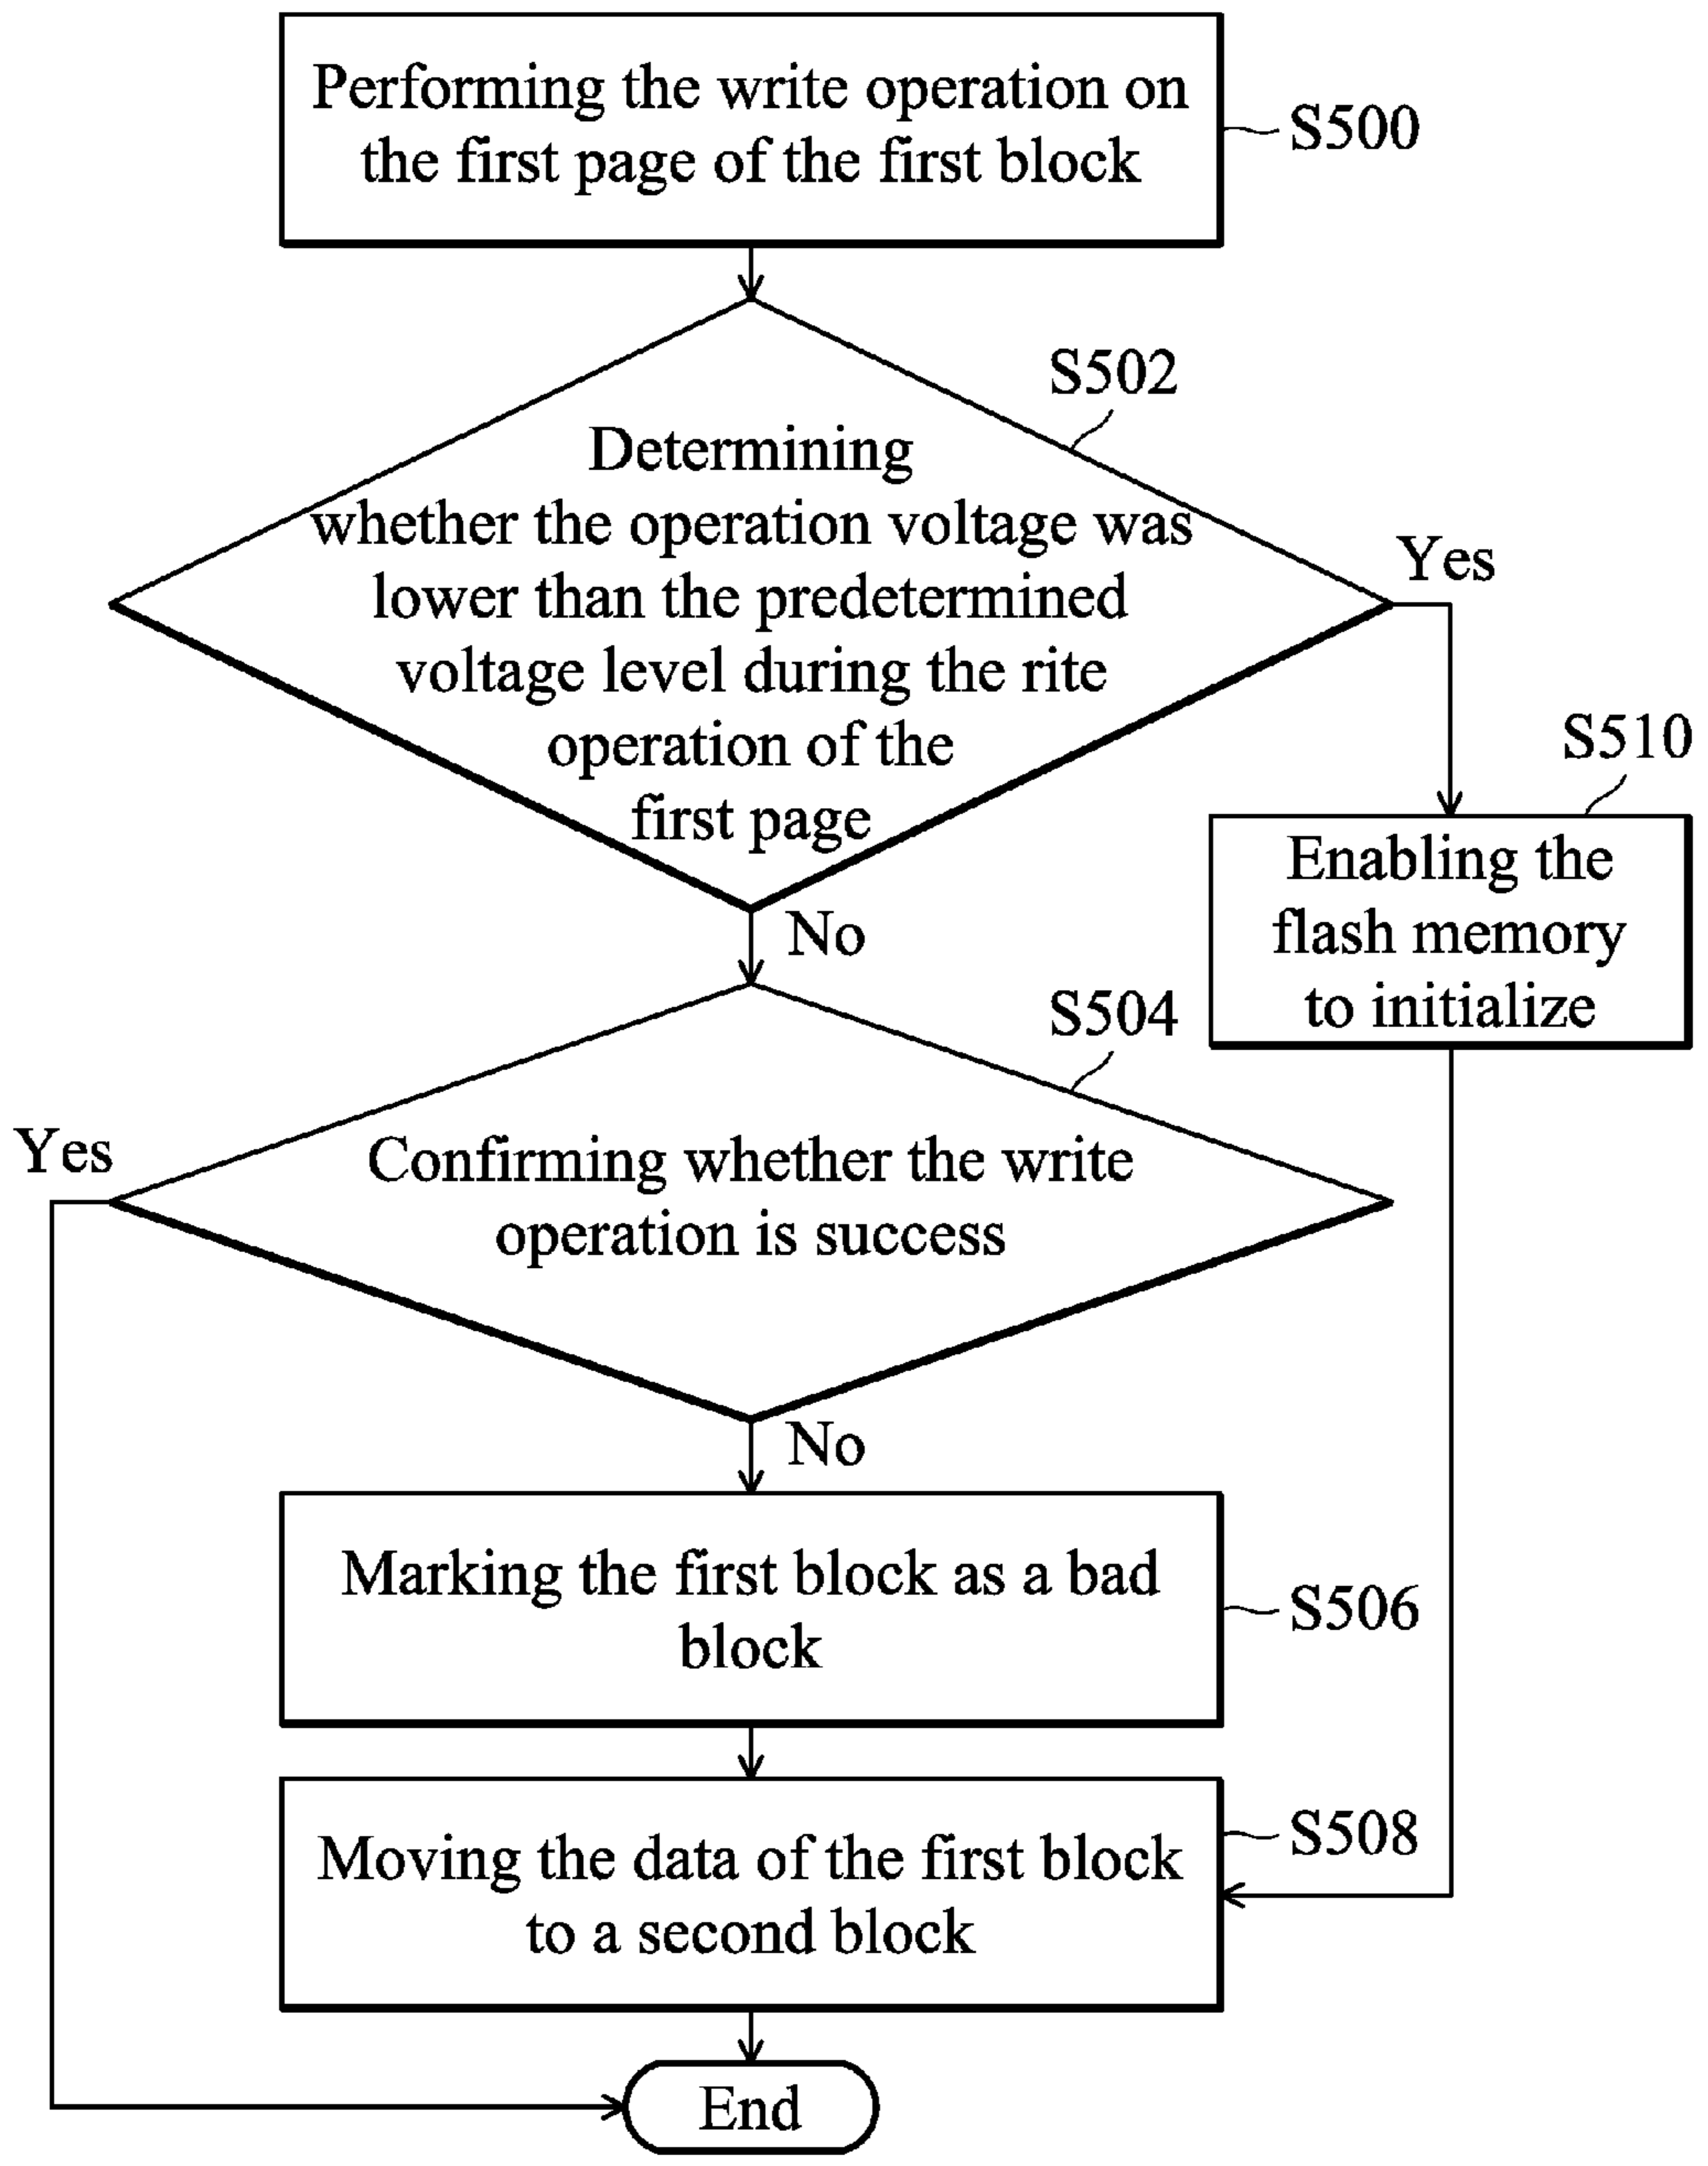 Performing the write operation on
the first page of the first block
S500
S502
Determining
whether the operation voltage was
lower than the predetermined
voltage level during the rite
operation of the
first page
Yes
No
S510
Enabling the
flash memory
to initialize
S504
Confirming whether the write
operation is success
Yes
No
Marking the first block as a bad
block
S506
Moving the data of the first block
to a second block
S508
End